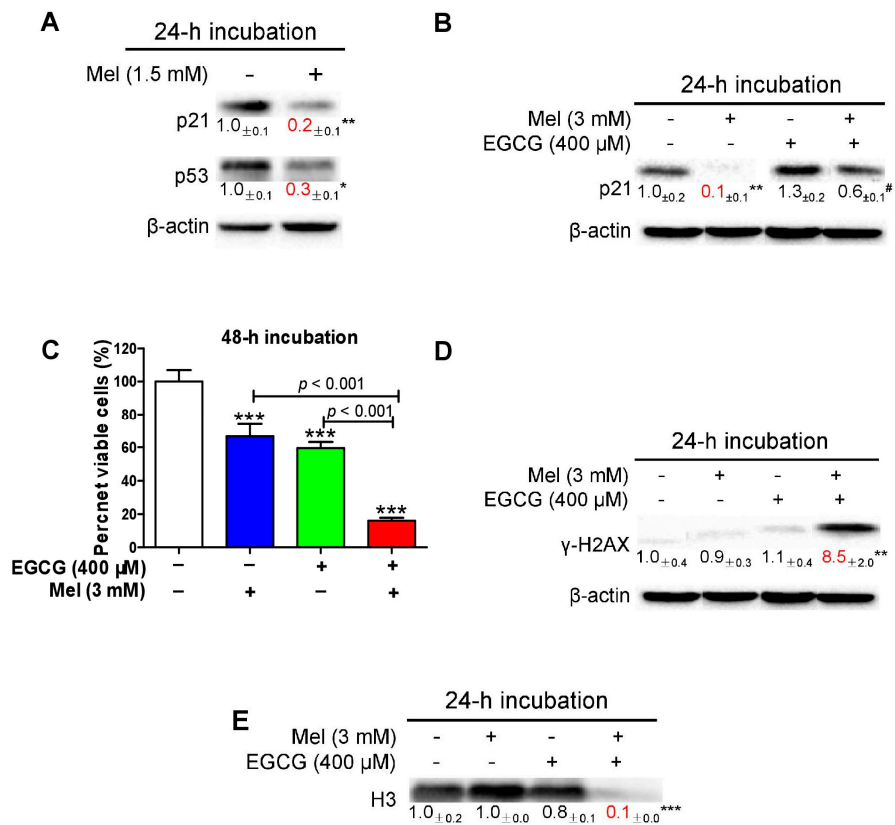 A
24-h incubation
Mel (1.5 mM) - +
p21
1.0±0.1 0.2±0.1**
p53
1.0±0.1 0.3±0.1*
β-actin
B
24-h incubation
Mel (3 mM) - + - +
EGCG (400 μM) - - + +
p21
1.0±0.2 0.1±0.1** 1.3±0.2 0.6±0.1#
β-actin
C
48-h incubation
Percnet viable cells (%)
120
100
80
60
40
20
0
p < 0.001
p < 0.001
*** *** ***
EGCG (400 μM) – – + +
Mel (3 mM) – + – +
D
24-h incubation
Mel (3 mM) - + - +
EGCG (400 μM) - - + +
γ-H2AX
1.0±0.4 0.9±0.3 1.1±0.4 8.5±2.0**
β-actin
E
24-h incubation
Mel (3 mM) - + - +
EGCG (400 μM) - - + +
H3
1.0±0.2 1.0±0.0 0.8±0.1 0.1±0.0***